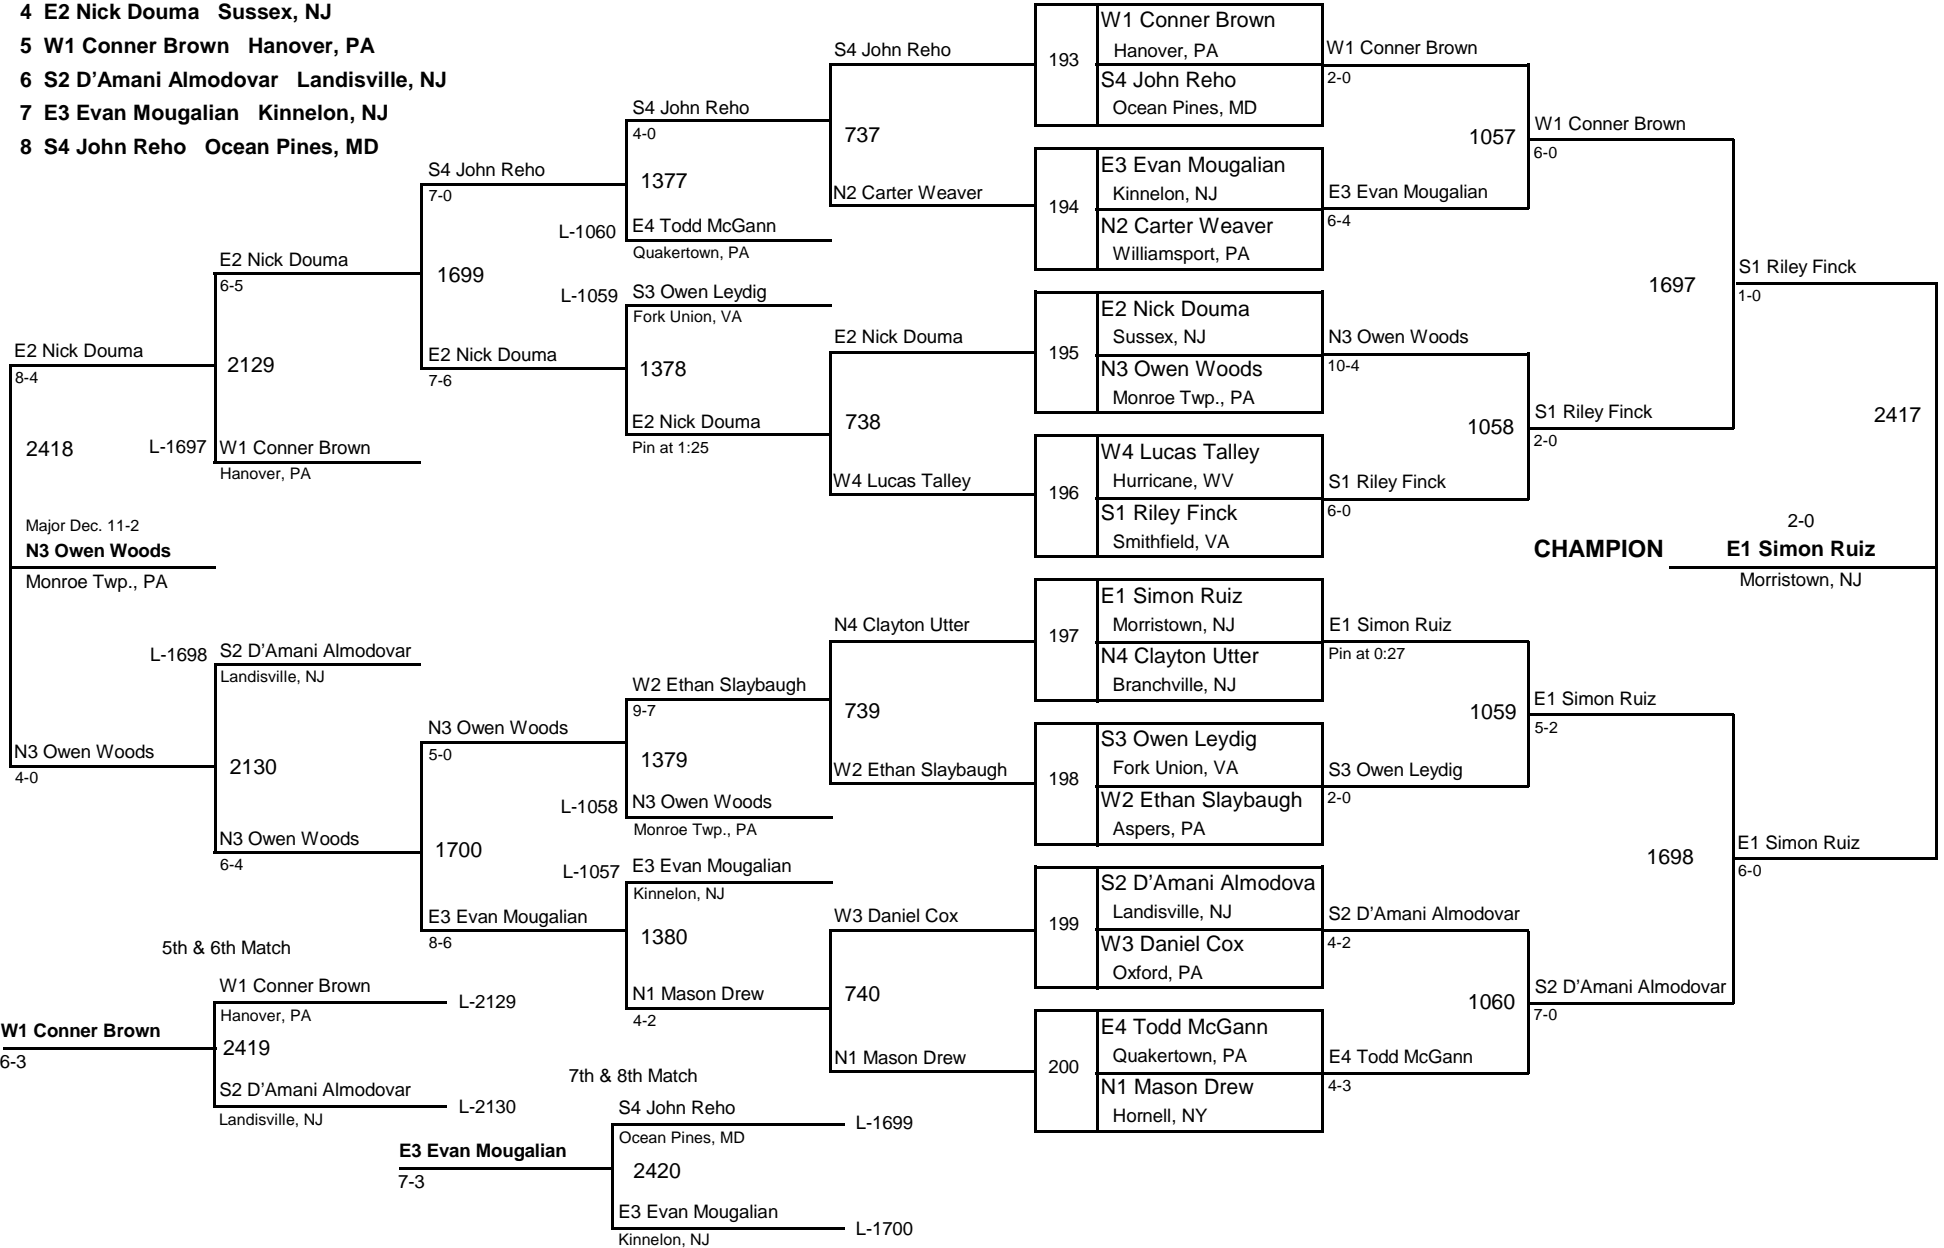 4 E2 Nick Douma Sussex, NJ
5 W1 Conner Brown Hanover, PA
6 S2 D’Amani Almodovar Landisville, NJ
7 E3 Evan Mougalian Kinnelon, NJ
8 S4 John Reho Ocean Pines, MD
E2 Nick Douma
8-4
2418
Major Dec. 11-2
N3 Owen Woods
Monroe Twp., PA
N3 Owen Woods
4-0
E2 Nick Douma
6-5
2129
L-1697
W1 Conner Brown
Hanover, PA
L-1698
S2 D’Amani Almodovar
Landisville, NJ
2130
N3 Owen Woods
6-4
S4 John Reho
7-0
1699
E2 Nick Douma
7-6
N3 Owen Woods
5-0
1700
E3 Evan Mougalian
8-6
S4 John Reho
4-0
1377
L-1060
E4 Todd McGann
Quakertown, PA
L-1059
S3 Owen Leydig
Fork Union, VA
1378
E2 Nick Douma
Pin at 1:25
W2 Ethan Slaybaugh
9-7
1379
L-1058
N3 Owen Woods
Monroe Twp., PA
L-1057
E3 Evan Mougalian
Kinnelon, NJ
1380
N1 Mason Drew
4-2
S4 John Reho
737
N2 Carter Weaver
E2 Nick Douma
738
W4 Lucas Talley
N4 Clayton Utter
739
W2 Ethan Slaybaugh
W3 Daniel Cox
740
N1 Mason Drew
193
W1 Conner Brown
Hanover, PA
S4 John Reho
Ocean Pines, MD
194
E3 Evan Mougalian
Kinnelon, NJ
N2 Carter Weaver
Williamsport, PA
195
E2 Nick Douma
Sussex, NJ
N3 Owen Woods
Monroe Twp., PA
196
W4 Lucas Talley
Hurricane, WV
S1 Riley Finck
Smithfield, VA
197
E1 Simon Ruiz
Morristown, NJ
N4 Clayton Utter
Branchville, NJ
198
S3 Owen Leydig
Fork Union, VA
W2 Ethan Slaybaugh
Aspers, PA
199
S2 D’Amani Almodova
Landisville, NJ
W3 Daniel Cox
Oxford, PA
200
E4 Todd McGann
Quakertown, PA
N1 Mason Drew
Hornell, NY
W1 Conner Brown
2-0
1057
E3 Evan Mougalian
6-4
N3 Owen Woods
10-4
1058
S1 Riley Finck
6-0
E1 Simon Ruiz
Pin at 0:27
1059
S3 Owen Leydig
2-0
S2 D’Amani Almodovar
4-2
1060
E4 Todd McGann
4-3
W1 Conner Brown
6-0
1697
S1 Riley Finck
2-0
E1 Simon Ruiz
5-2
1698
S2 D’Amani Almodovar
7-0
S1 Riley Finck
1-0
2417
2-0
CHAMPION E1 Simon Ruiz
Morristown, NJ
E1 Simon Ruiz
6-0
5th & 6th Match
W1 Conner Brown
L-2129
Hanover, PA
W1 Conner Brown
6-3
2419
S2 D’Amani Almodovar
L-2130
Landisville, NJ
7th & 8th Match
S4 John Reho
L-1699
Ocean Pines, MD
E3 Evan Mougalian
7-3
2420
E3 Evan Mougalian
L-1700
Kinnelon, NJ